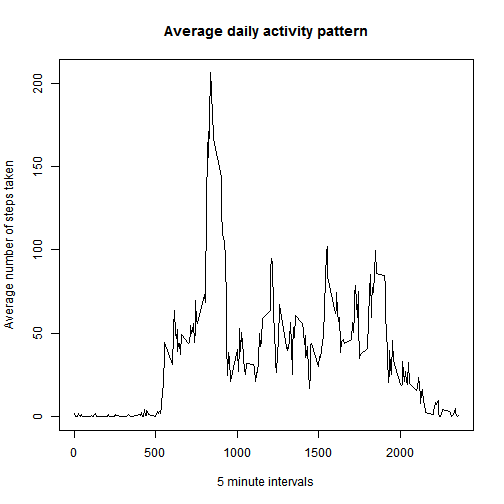 Average daily activity pattern
Average number of steps taken
200
150
100
50
0
0 500 1000 1500 2000
5 minute intervals